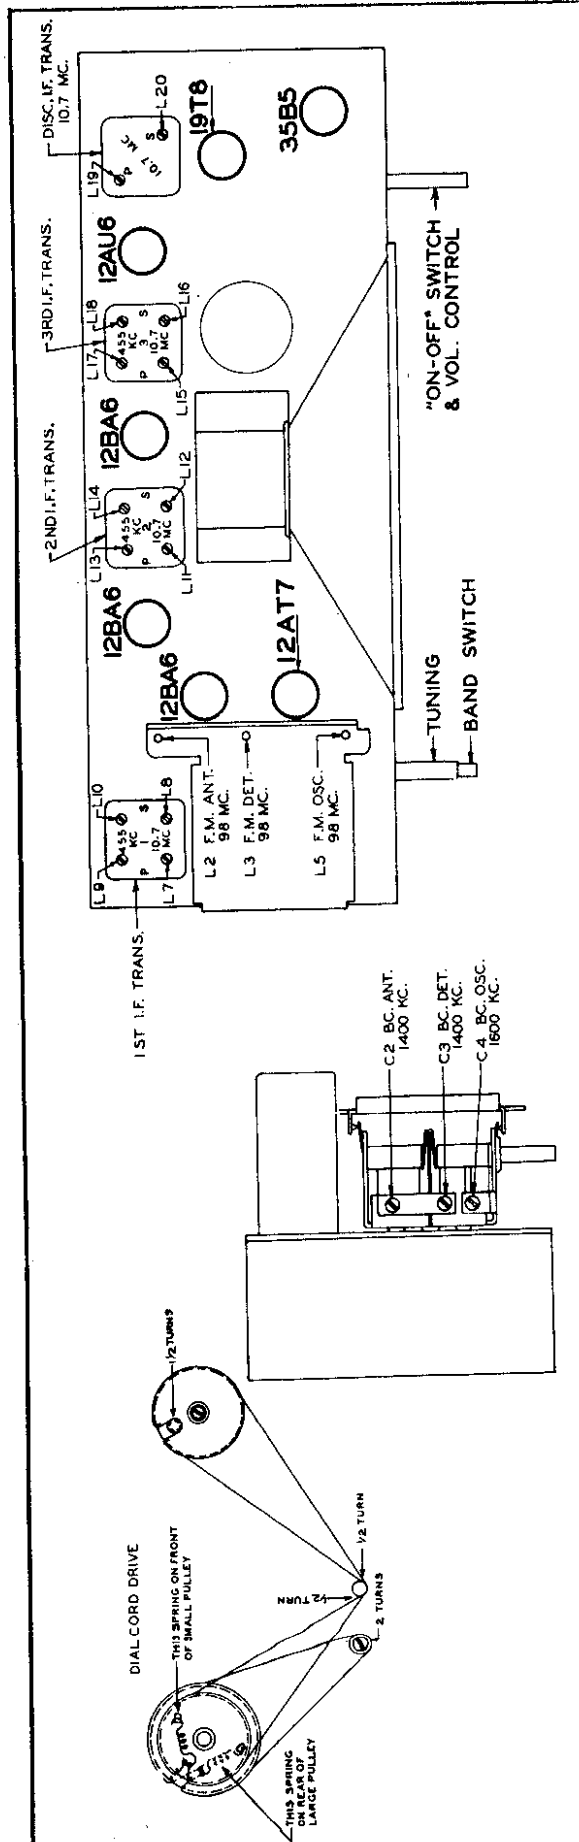 DIAL CORD DRIVE
THIS SPRING ON FRONT
OF SMALL PULLEY
THIS SPRING
ON REAR OF
LARGE PULLEY
1/2 TURN
2 TURNS
1/2 TURN
1 1/2 TURNS
C2 BC. ANT.
1400 KC.
C3 BC. DET.
1400 KC.
C4 BC. OSC.
1600 KC.
1ST I.F. TRANS.
L9
L10
455
KC
1
P
S
10.7
MC
L7
L8
L2 F.M. ANT.
98 MC.
L3 F.M. DET.
98 MC.
L5 F.M. OSC.
98 MC.
12BA6
12BA6
12AT7
2ND I.F. TRANS.
L13
L14
455
KC
2
P
S
10.7
MC
L11
L12
12BA6
3RD I.F. TRANS.
L17
L18
455
KC
3
P
S
10.7
MC
L15
L16
12AU6
DISC. I.F. TRANS.
10.7 MC.
L19
P
S
10.7 MC
L20
19T8
35B5
TUNING
BAND SWITCH
"ON-OFF" SWITCH
& VOL. CONTROL